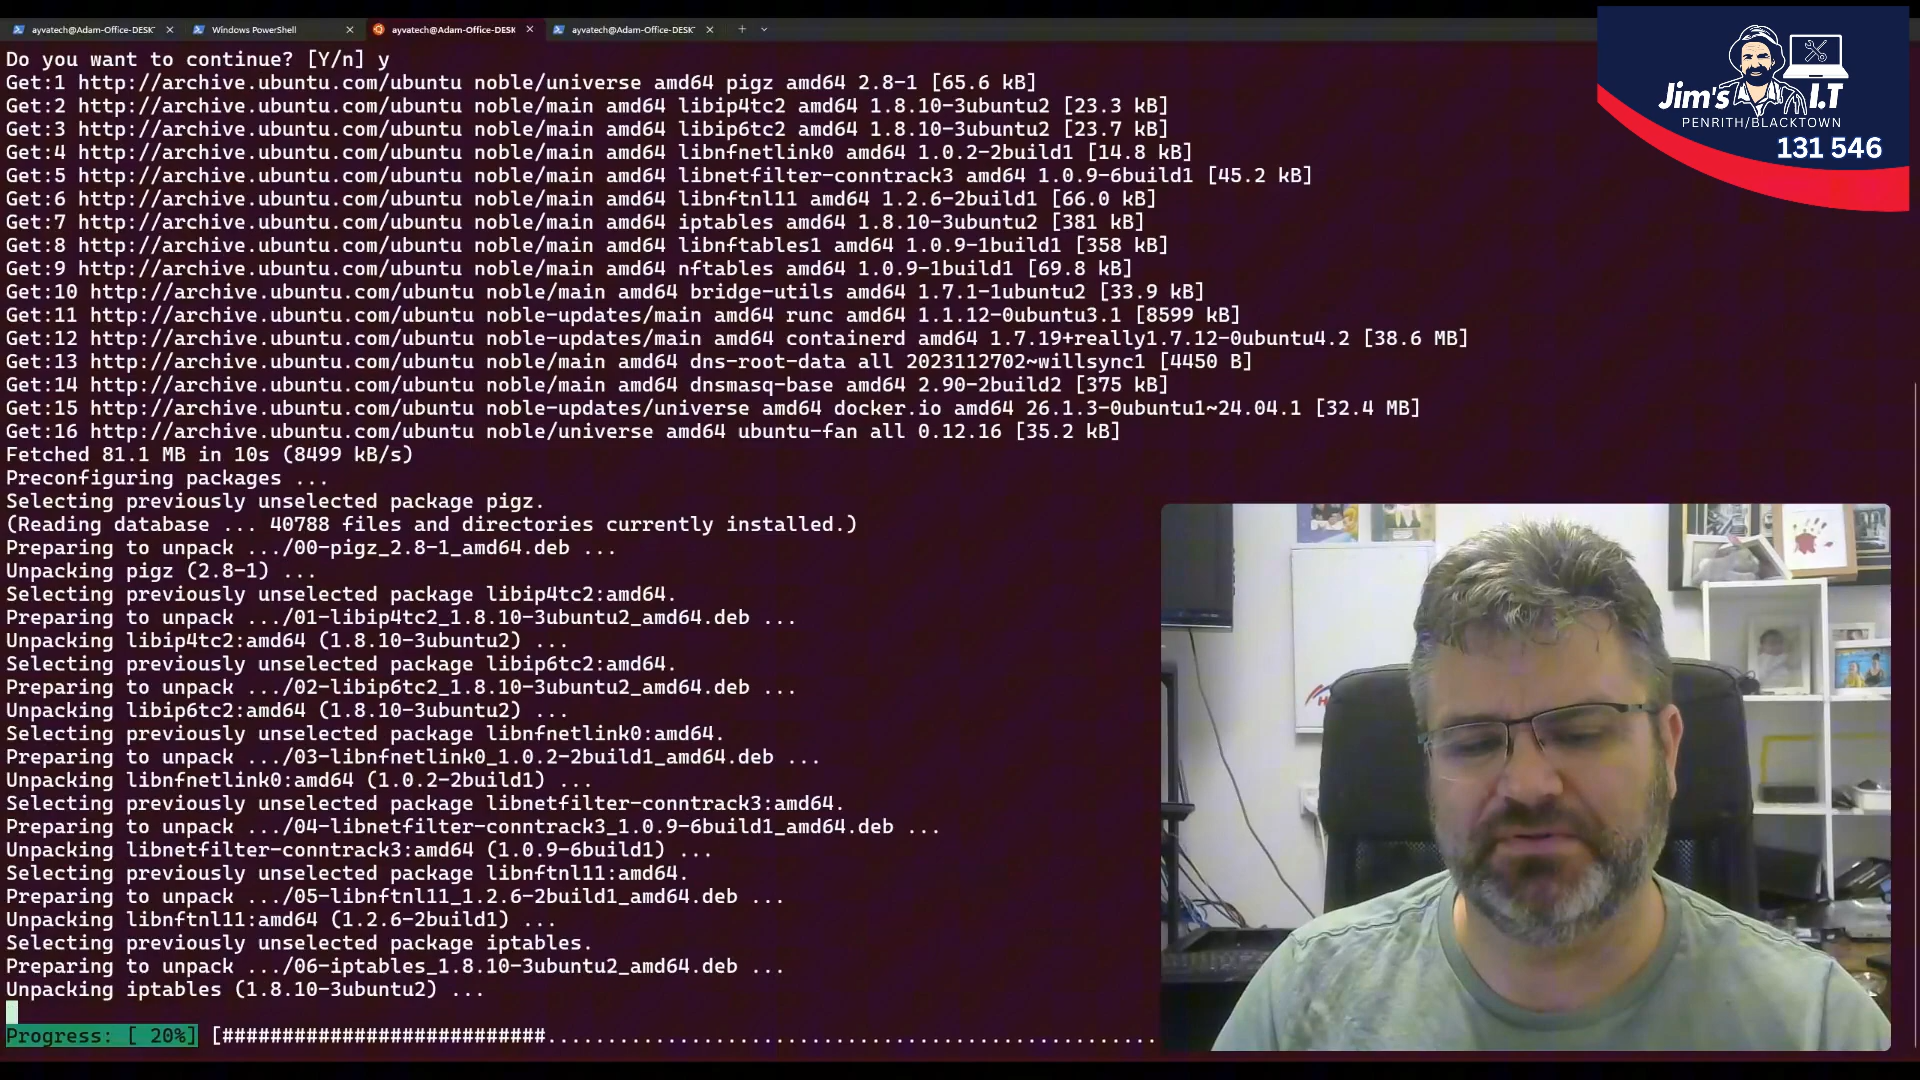 ayvatech@Adam-Office-DESK
Windows PowerShell
ayvatech@Adam-Office-DESK
ayvatech@Adam-Office-DESK
Jim's I.T
PENRITH/BLACKTOWN
131 546
Do you want to continue? [Y/n] y
Get:1 http://archive.ubuntu.com/ubuntu noble/universe amd64 pigz amd64 2.8-1 [65.6 kB]
Get:2 http://archive.ubuntu.com/ubuntu noble/main amd64 libip4tc2 amd64 1.8.10-3ubuntu2 [23.3 kB]
Get:3 http://archive.ubuntu.com/ubuntu noble/main amd64 libip6tc2 amd64 1.8.10-3ubuntu2 [23.7 kB]
Get:4 http://archive.ubuntu.com/ubuntu noble/main amd64 libnfnetlink0 amd64 1.0.2-2build1 [14.8 kB]
Get:5 http://archive.ubuntu.com/ubuntu noble/main amd64 libnetfilter-conntrack3 amd64 1.0.9-6build1 [45.2 kB]
Get:6 http://archive.ubuntu.com/ubuntu noble/main amd64 libnftnl11 amd64 1.2.6-2build1 [66.0 kB]
Get:7 http://archive.ubuntu.com/ubuntu noble/main amd64 iptables amd64 1.8.10-3ubuntu2 [381 kB]
Get:8 http://archive.ubuntu.com/ubuntu noble/main amd64 libnftables1 amd64 1.0.9-1build1 [358 kB]
Get:9 http://archive.ubuntu.com/ubuntu noble/main amd64 nftables amd64 1.0.9-1build1 [69.8 kB]
Get:10 http://archive.ubuntu.com/ubuntu noble/main amd64 bridge-utils amd64 1.7.1-1ubuntu2 [33.9 kB]
Get:11 http://archive.ubuntu.com/ubuntu noble-updates/main amd64 runc amd64 1.1.12-0ubuntu3.1 [8599 kB]
Get:12 http://archive.ubuntu.com/ubuntu noble-updates/main amd64 containerd amd64 1.7.19+really1.7.12-0ubuntu4.2 [38.6 MB]
Get:13 http://archive.ubuntu.com/ubuntu noble/main amd64 dns-root-data all 2023112702~willsync1 [4450 B]
Get:14 http://archive.ubuntu.com/ubuntu noble/main amd64 dnsmasq-base amd64 2.90-2build2 [375 kB]
Get:15 http://archive.ubuntu.com/ubuntu noble-updates/universe amd64 docker.io amd64 26.1.3-0ubuntu1~24.04.1 [32.4 MB]
Get:16 http://archive.ubuntu.com/ubuntu noble/universe amd64 ubuntu-fan all 0.12.16 [35.2 kB]
Fetched 81.1 MB in 10s (8499 kB/s)
Preconfiguring packages ...
Selecting previously unselected package pigz.
(Reading database ... 40788 files and directories currently installed.)
Preparing to unpack .../00-pigz_2.8-1_amd64.deb ...
Unpacking pigz (2.8-1) ...
Selecting previously unselected package libip4tc2:amd64.
Preparing to unpack .../01-libip4tc2_1.8.10-3ubuntu2_amd64.deb ...
Unpacking libip4tc2:amd64 (1.8.10-3ubuntu2) ...
Selecting previously unselected package libip6tc2:amd64.
Preparing to unpack .../02-libip6tc2_1.8.10-3ubuntu2_amd64.deb ...
Unpacking libip6tc2:amd64 (1.8.10-3ubuntu2) ...
Selecting previously unselected package libnfnetlink0:amd64.
Preparing to unpack .../03-libnfnetlink0_1.0.2-2build1_amd64.deb ...
Unpacking libnfnetlink0:amd64 (1.0.2-2build1) ...
Selecting previously unselected package libnetfilter-conntrack3:amd64.
Preparing to unpack .../04-libnetfilter-conntrack3_1.0.9-6build1_amd64.deb ...
Unpacking libnetfilter-conntrack3:amd64 (1.0.9-6build1) ...
Selecting previously unselected package libnftnl11:amd64.
Preparing to unpack .../05-libnftnl11_1.2.6-2build1_amd64.deb ...
Unpacking libnftnl11:amd64 (1.2.6-2build1) ...
Selecting previously unselected package iptables.
Preparing to unpack .../06-iptables_1.8.10-3ubuntu2_amd64.deb ...
Unpacking iptables (1.8.10-3ubuntu2) ...
Progress: [ 20%] [###########################...................................................